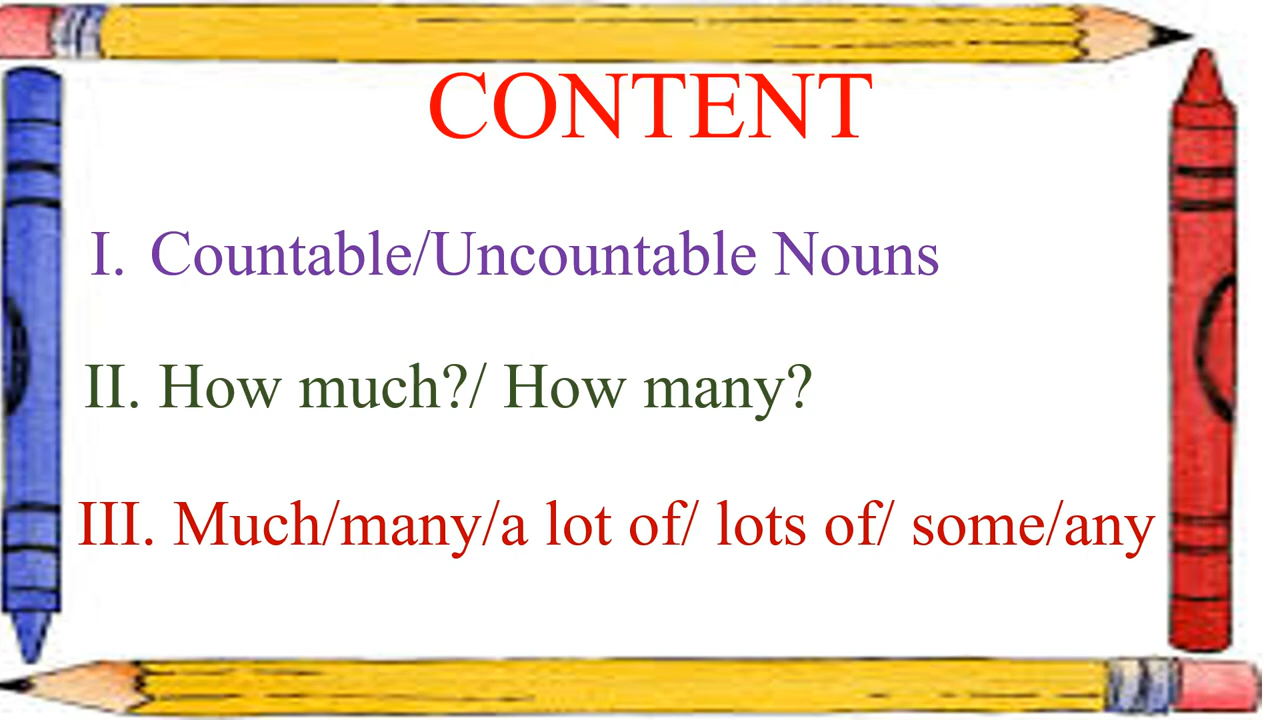 CONTENT
I. Countable/Uncountable Nouns
II. How much?/ How many?
III. Much/many/a lot of/ lots of/ some/any